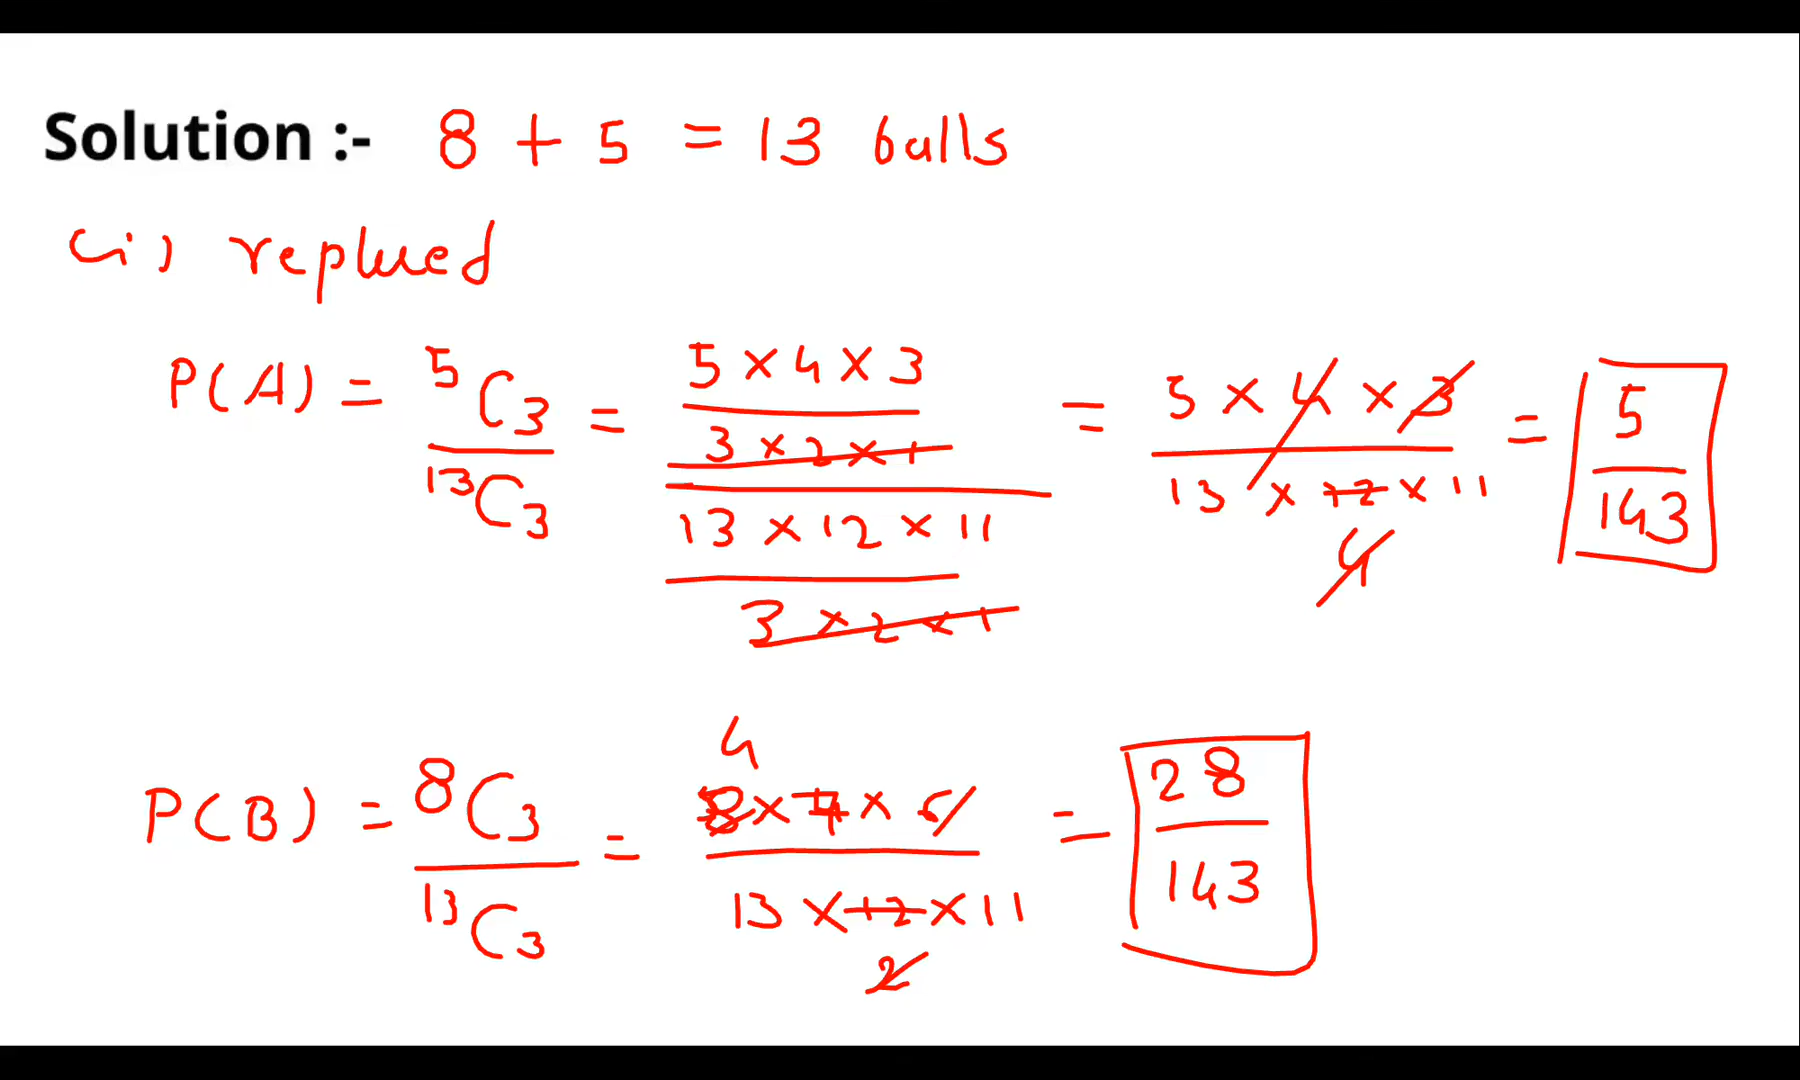 Solution :- 8 + 5 = 13 balls
(i) replaced
P(A) = 5C3 / 13C3 = (5 × 4 × 3 / 3 × 2 × 1) / (13 × 12 × 11 / 3 × 2 × 1) = 5 × 4 × 3 / 13 × 12 × 11 = 5 / 143
4
4
P(B) = 8C3 / 13C3 = 8 × 7 × 6 / 13 × 12 × 11 = 28 / 143
2